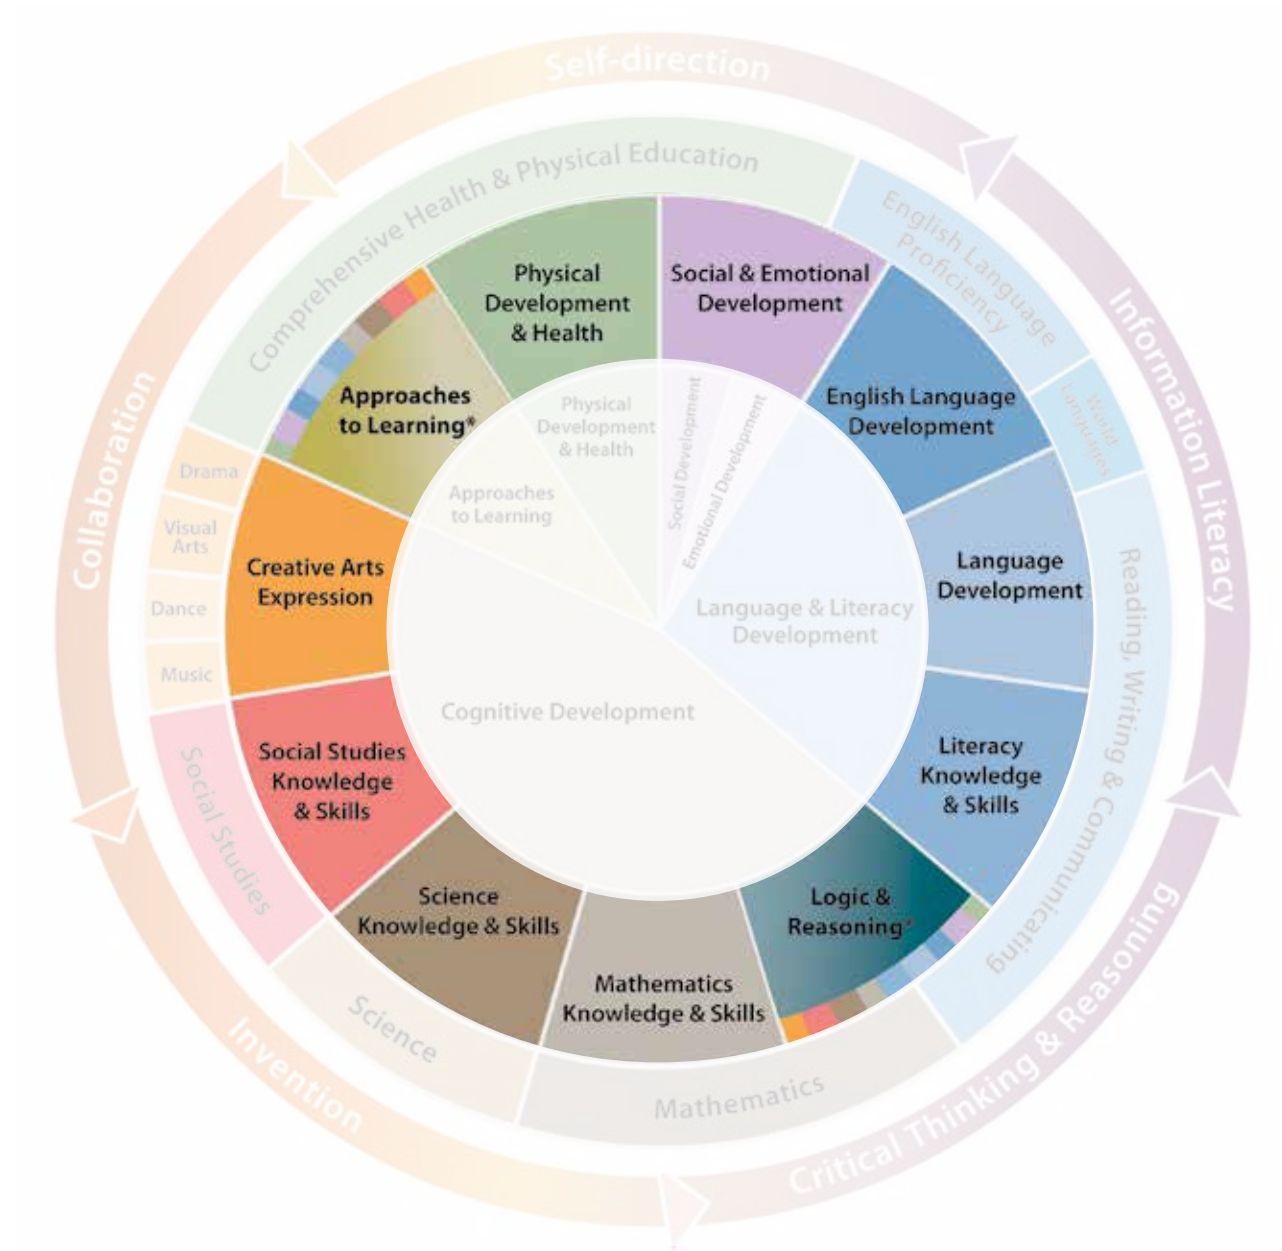 Self-direction
Comprehensive Health & Physical Education
English Language
Proficiency
World
Languages
Information Literacy
Reading, Writing & Communicating
Critical Thinking & Reasoning
Mathematics
Science
Invention
Social Studies
Collaboration
Drama
Visual
Arts
Dance
Music
Physical
Development
& Health
Social & Emotional
Development
English Language
Development
Language
Development
Literacy
Knowledge
& Skills
Logic &
Reasoning*
Mathematics
Knowledge & Skills
Science
Knowledge & Skills
Social Studies
Knowledge
& Skills
Creative Arts
Expression
Approaches
to Learning*
Physical
Development
& Health
Social Development
Emotional Development
Language & Literacy
Development
Cognitive Development
Approaches
to Learning